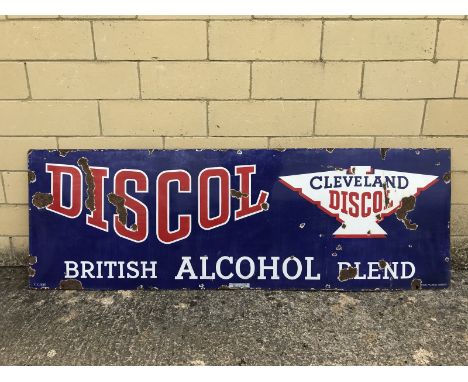 DISCOL
CLEVELAND
DISCOL
BRITISH ALCOHOL BLEND